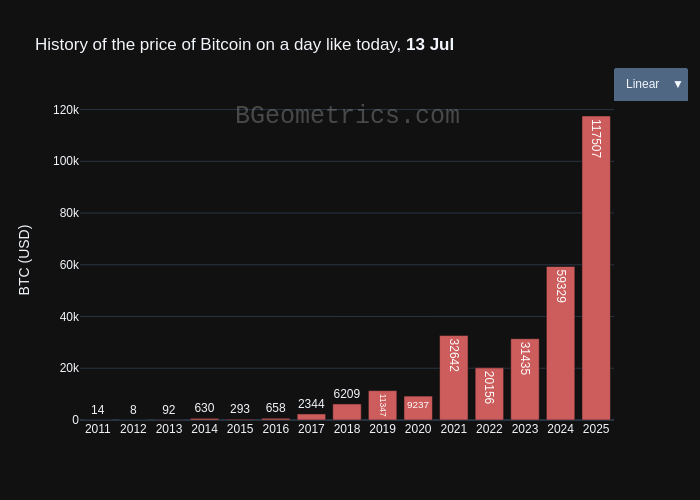 History of the price of Bitcoin on a day like today, 13 Jul
Linear ▼
BGeometrics.com
BTC (USD)
120k
100k
80k
60k
40k
20k
0
14 8 92 630 293 658 2344 6209 11347 9237 32642 20156 31435 59329 117507
2011 2012 2013 2014 2015 2016 2017 2018 2019 2020 2021 2022 2023 2024 2025